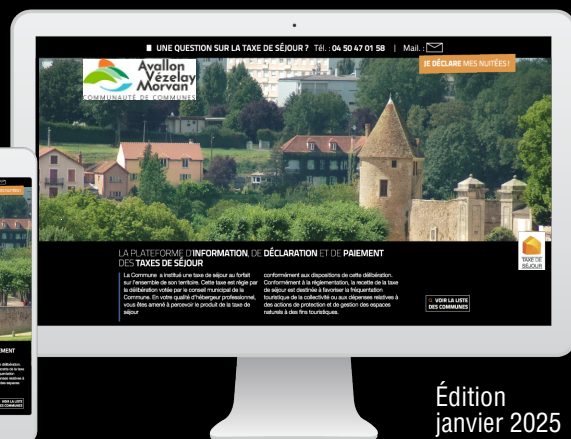 UNE QUESTION SUR LA TAXE DE SÉJOUR ? Tél. : 04 50 47 01 58 | Mail. :
JE DÉCLARE MES NUITÉES !
Avallon
Vézelay
Morvan
COMMUNAUTÉ DE COMMUNES
LA PLATEFORME D'INFORMATION, DE DÉCLARATION ET DE PAIEMENT
DES TAXES DE SÉJOUR
La Commune a institué une taxe de séjour au forfait
sur l'ensemble de son territoire. Cette taxe est régie par
la délibération votée par le conseil municipal de la
Commune. En votre qualité d'hébergeur professionnel,
vous êtes amené à percevoir le produit de la taxe de
séjour
conformément aux dispositions de cette délibération.
Conformément à la réglementation, la recette de la taxe
de séjour est destinée à favoriser la fréquentation
touristique de la collectivité ou aux dépenses relatives à
des actions de protection et de gestion des espaces
naturels à des fins touristiques.
TAXE DE
SÉJOUR
VOIR LA LISTE
DES COMMUNES
VOIR LA LISTE
DES COMMUNES
Édition
janvier 2025